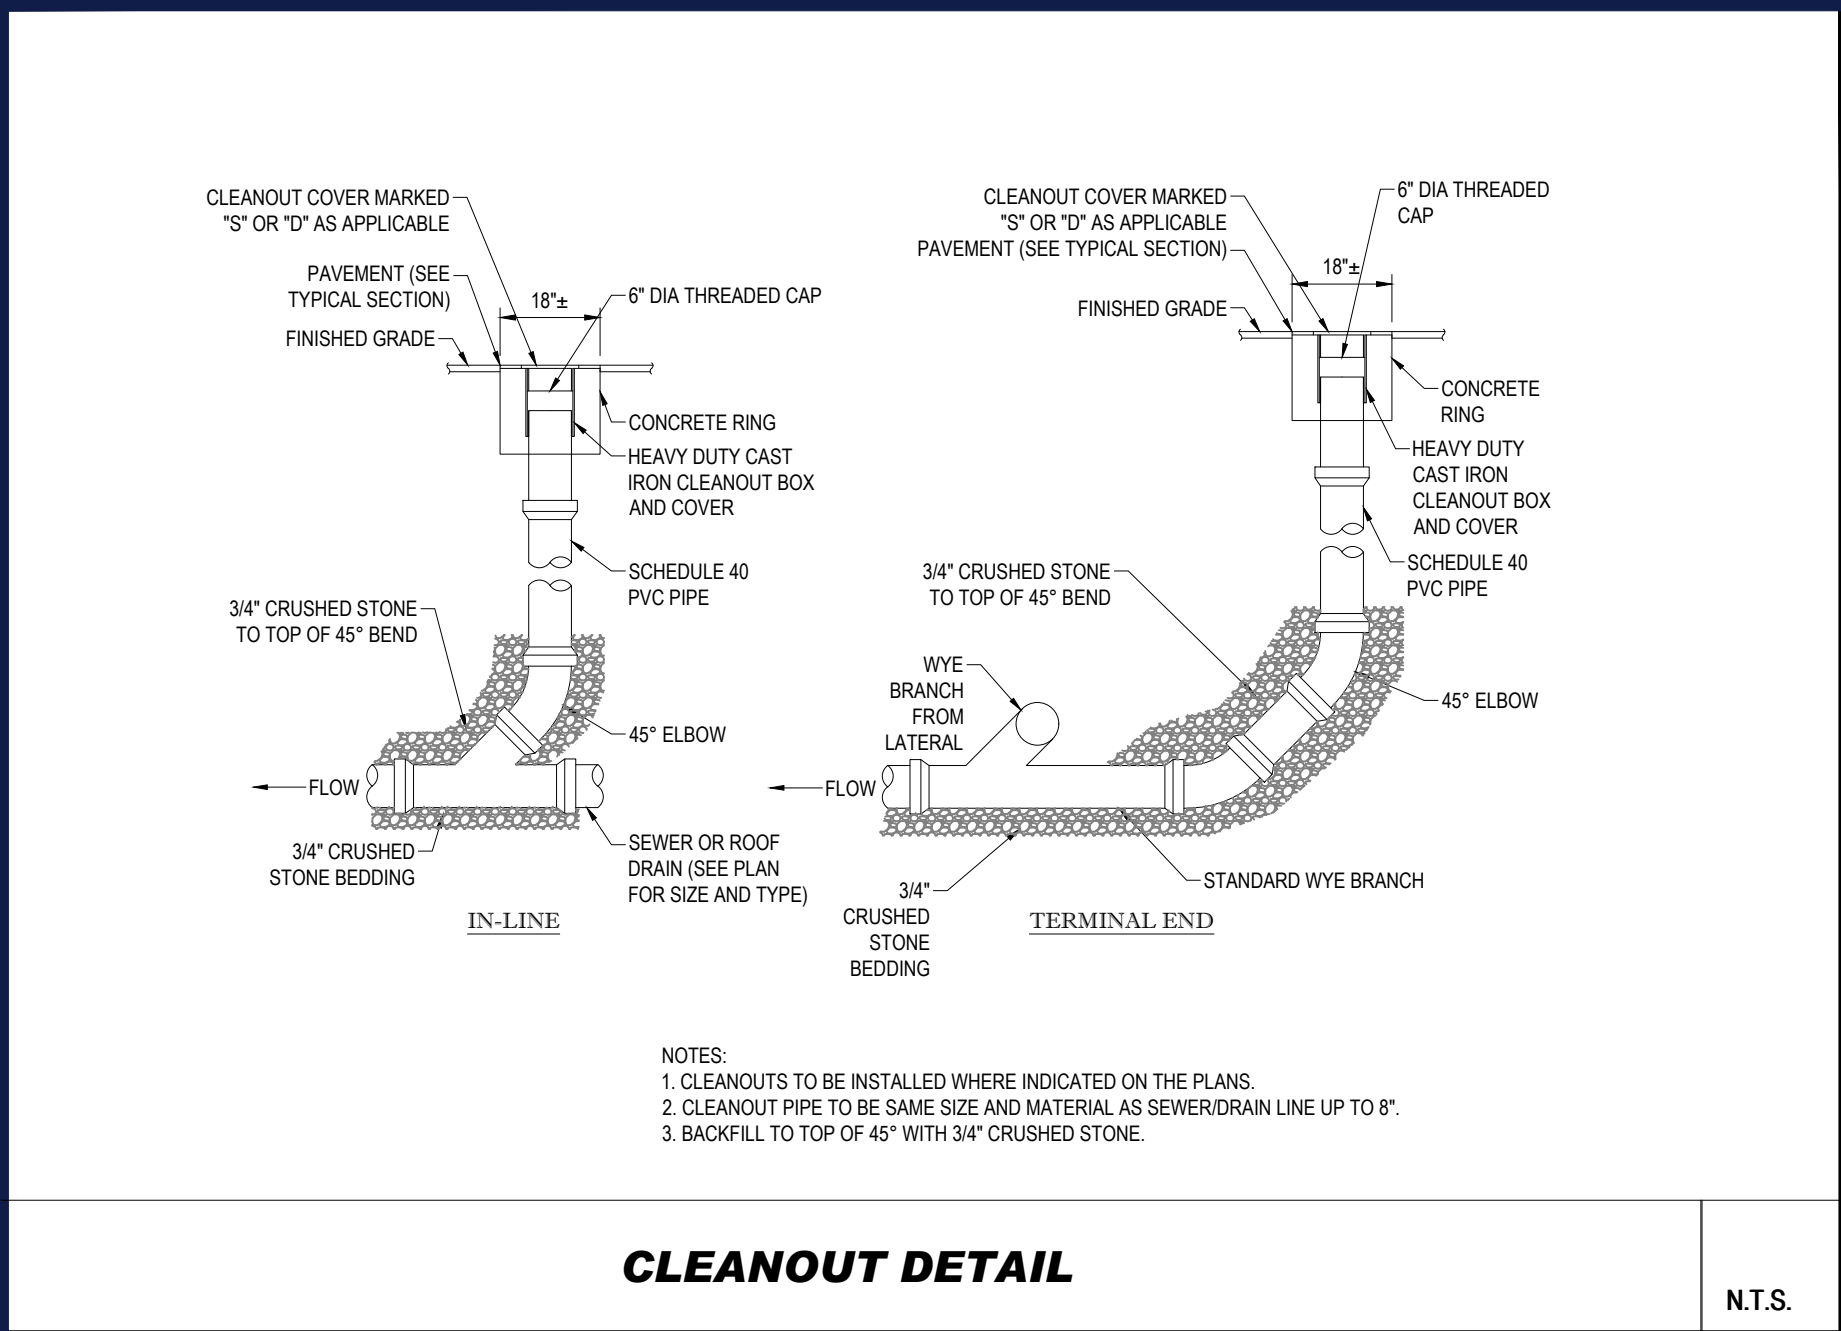 CLEANOUT COVER MARKED
"S" OR "D" AS APPLICABLE
PAVEMENT (SEE
TYPICAL SECTION)
FINISHED GRADE
18"±
6" DIA THREADED CAP
CONCRETE RING
HEAVY DUTY CAST
IRON CLEANOUT BOX
AND COVER
SCHEDULE 40
PVC PIPE
3/4" CRUSHED STONE
TO TOP OF 45° BEND
45° ELBOW
FLOW
3/4" CRUSHED
STONE BEDDING
SEWER OR ROOF
DRAIN (SEE PLAN
FOR SIZE AND TYPE)
IN-LINE
CLEANOUT COVER MARKED
"S" OR "D" AS APPLICABLE
PAVEMENT (SEE TYPICAL SECTION)
FINISHED GRADE
18"±
6" DIA THREADED
CAP
CONCRETE
RING
HEAVY DUTY
CAST IRON
CLEANOUT BOX
AND COVER
SCHEDULE 40
PVC PIPE
3/4" CRUSHED STONE
TO TOP OF 45° BEND
WYE
BRANCH
FROM
LATERAL
45° ELBOW
FLOW
STANDARD WYE BRANCH
3/4"
CRUSHED
STONE
BEDDING
TERMINAL END
NOTES:
1. CLEANOUTS TO BE INSTALLED WHERE INDICATED ON THE PLANS.
2. CLEANOUT PIPE TO BE SAME SIZE AND MATERIAL AS SEWER/DRAIN LINE UP TO 8".
3. BACKFILL TO TOP OF 45° WITH 3/4" CRUSHED STONE.
CLEANOUT DETAIL
N.T.S.